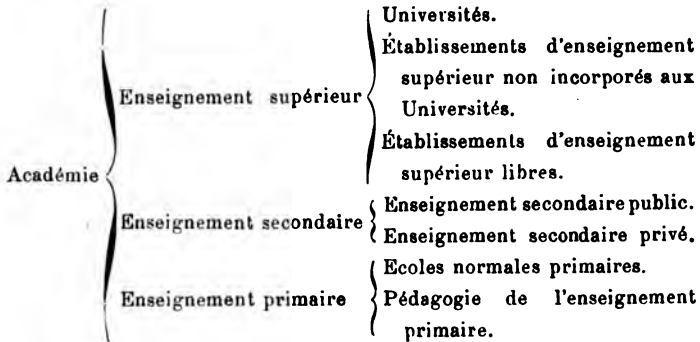 Universités.
Établissements d'enseignement
Enseignement supérieur
supérieur non incorporés aux
Universités.
Établissements d'enseignement
supérieur libres.
Académie
Enseignement secondaire
Enseignement secondaire public.
Enseignement secondaire privé.
Enseignement primaire
Ecoles normales primaires.
Pédagogie de l'enseignement
primaire.